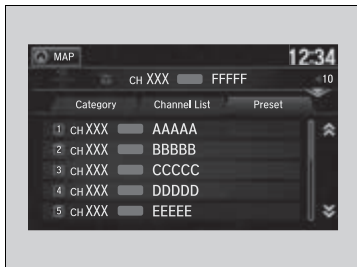 MAP 12:34
CH XXX FFFFF 10
Category Channel List Preset
1 CH XXX AAAAA
2 CH XXX BBBBB
3 CH XXX CCCCC
4 CH XXX DDDDD
5 CH XXX EEEEE